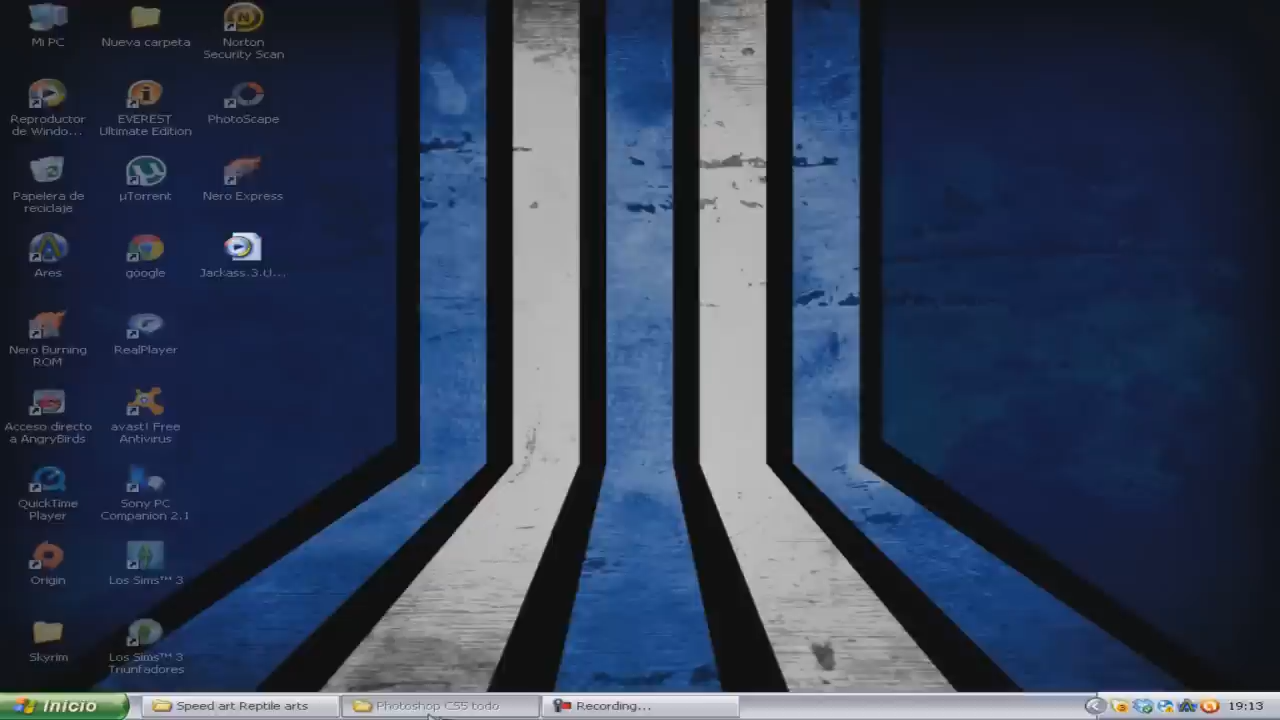 Mi PC
Nueva carpeta
Norton
Security Scan
Reproductor
de Windo...
EVEREST
Ultimate Edition
PhotoScape
Papelera de
reciclaje
µTorrent
Nero Express
Ares
google
Jackass.3.(l...
Nero Burning
ROM
RealPlayer
Acceso directo
a AngryBirds
avast! Free
Antivirus
QuickTime
Player
Sony PC
Companion 2.1
Origin
Los Sims™ 3
Skyrim
Los Sims™ 3
Triunfadores
Inicio
Speed art Reptile arts
Photoshop CS5 todo
Recording...
19:13